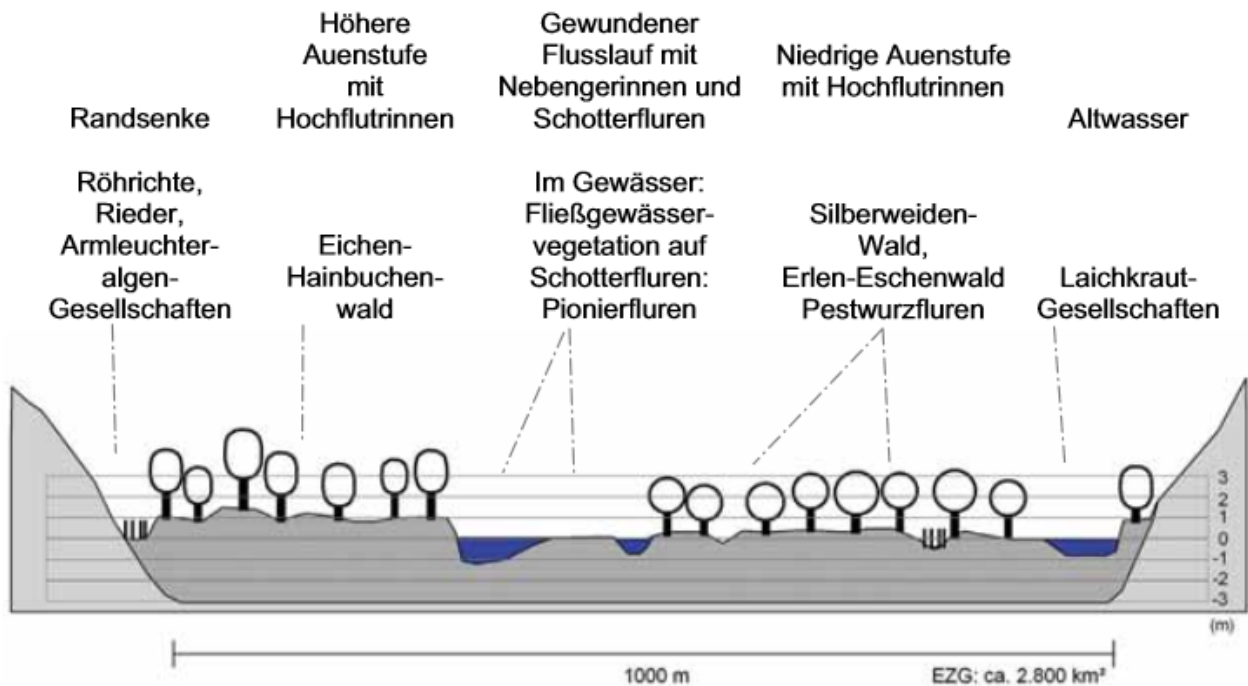 Randsenke
Höhere
Auenstufe
mit
Hochflutrinnen
Gewundener
Flusslauf mit
Nebengerinnen und
Schotterfluren
Niedrige Auenstufe
mit Hochflutrinnen
Altwasser
Röhrichte,
Rieder,
Armleuchter-
algen-
Gesellschaften
Eichen-
Hainbuchen-
wald
Im Gewässer:
Fließgewässer-
vegetation auf
Schotterfluren:
Pionierfluren
Silberweiden-
Wald,
Erlen-Eschenwald
Pestwurzfluren
Laichkraut-
Gesellschaften
3
2
1
0
-1
-2
-3
(m)
1000 m
EZG: ca. 2.800 km²